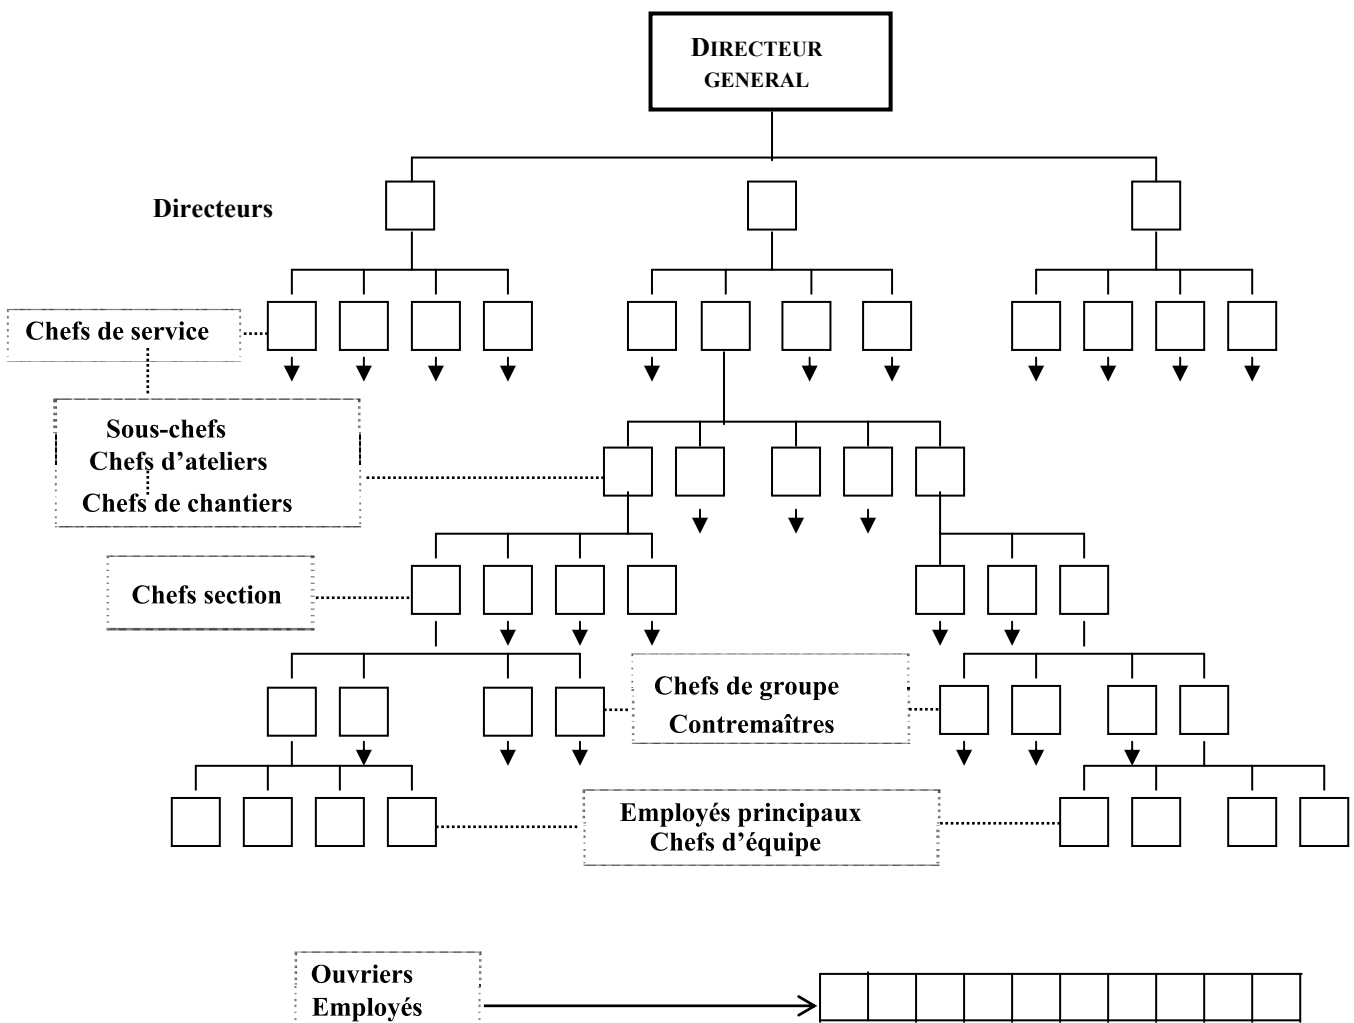 DIRECTEUR
GENERAL
Directeurs
Chefs de service
Sous-chefs
Chefs d’ateliers
Chefs de chantiers
Chefs section
Chefs de groupe
Contremaîtres
Employés principaux
Chefs d’équipe
Ouvriers
Employés